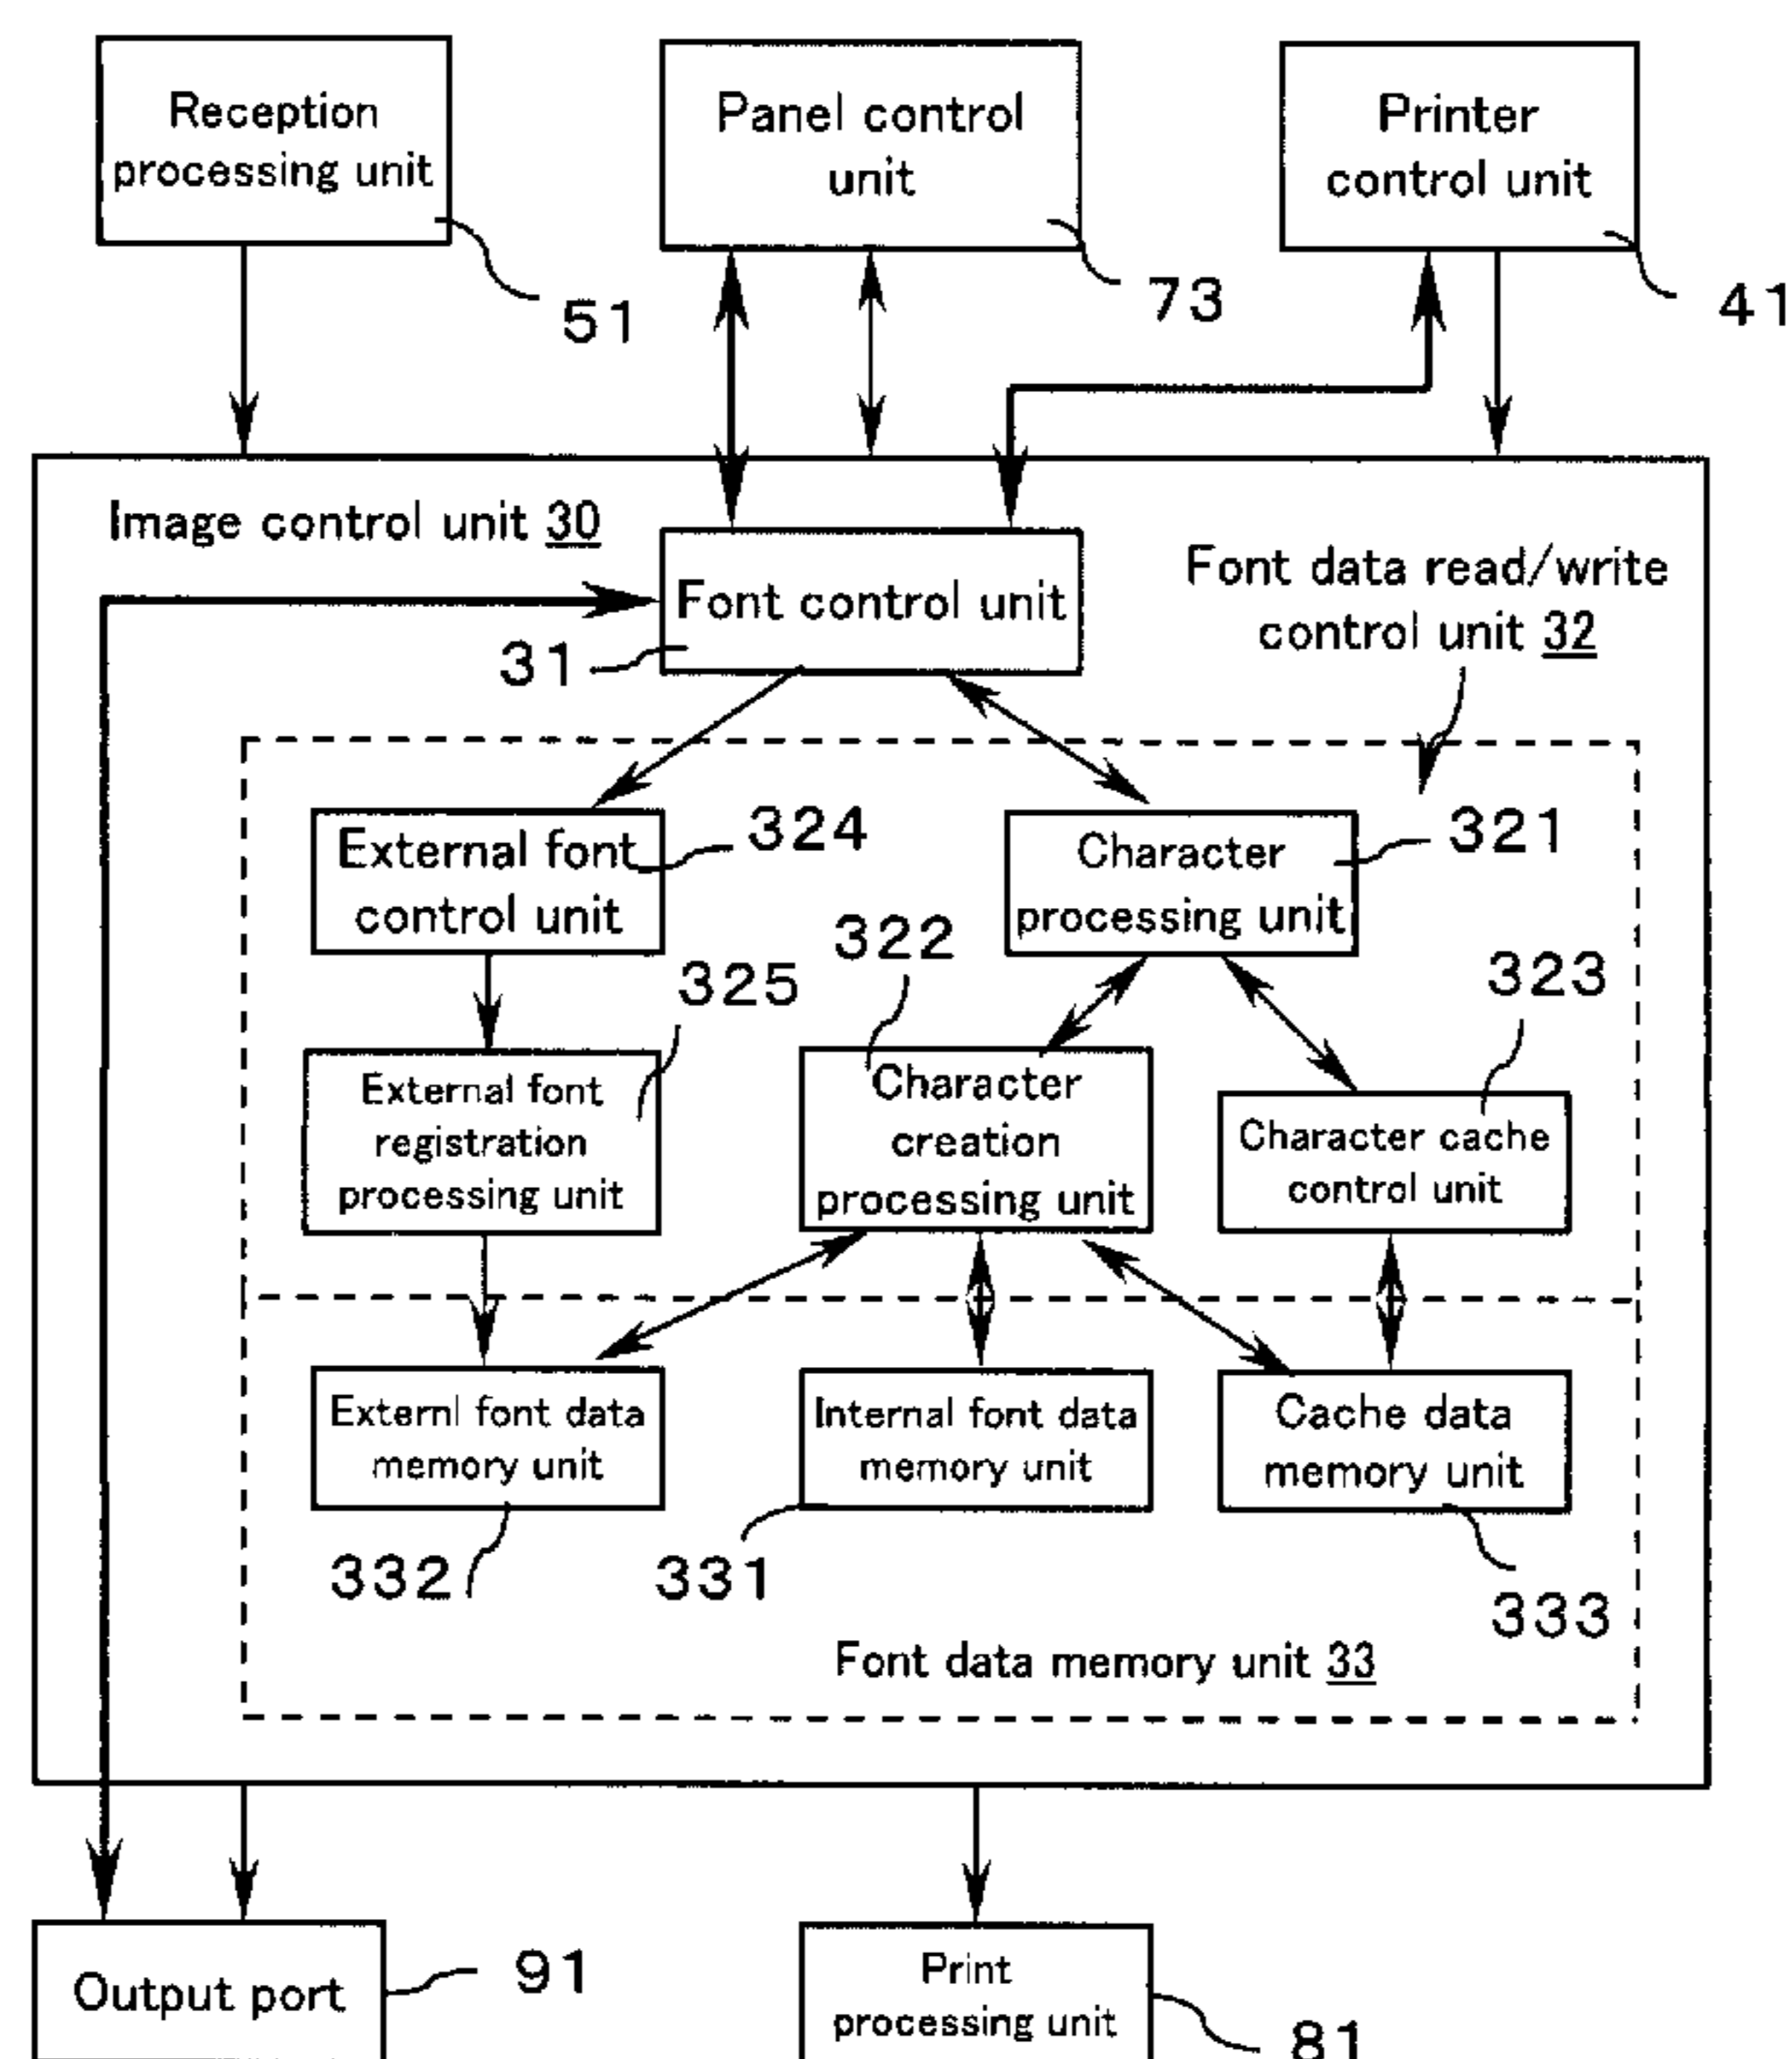 Reception
processing unit
51
Panel control
unit
73
Printer
control unit
41
Image control unit 30
Font control unit
31
Font data read/write
control unit 32
External font
control unit
324
Character
processing unit
321
322
325
323
External font
registration
processing unit
Character
creation
processing unit
Character cache
control unit
Externl font data
memory unit
332
Internal font data
memory unit
331
Cache data
memory unit
333
Font data memory unit 33
Output port
91
Print
processing unit
81